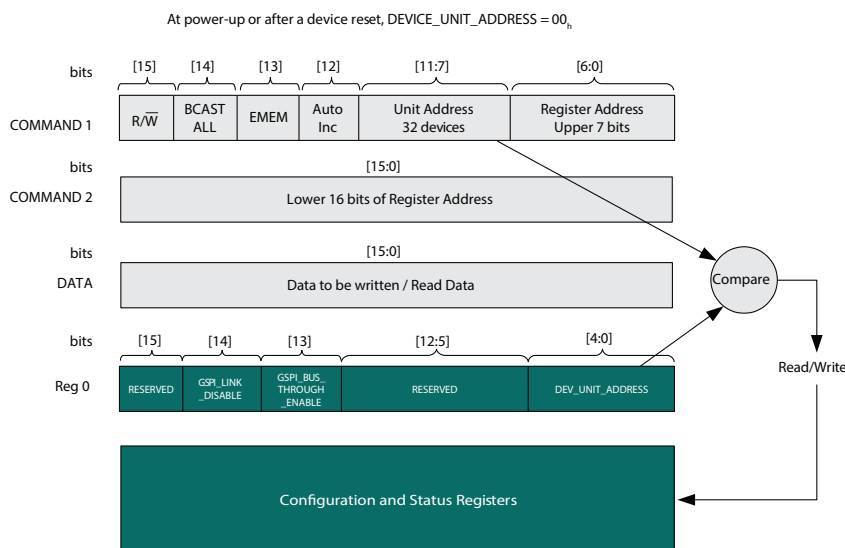 At power-up or after a device reset, DEVICE_UNIT_ADDRESS = 00h
bits [15] [14] [13] [12] [11:7] [6:0]
COMMAND 1
R/W
BCAST
ALL
EMEM
Auto
Inc
Unit Address
32 devices
Register Address
Upper 7 bits
bits [15:0]
COMMAND 2
Lower 16 bits of Register Address
bits [15:0]
DATA
Data to be written / Read Data
Compare
bits [15] [14] [13] [12:5] [4:0]
Read/Write
Reg 0
RESERVED
GSPI_LINK
_DISABLE
GSPI_BUS_
THROUGH
_ENABLE
RESERVED
DEV_UNIT_ADDRESS
Configuration and Status Registers